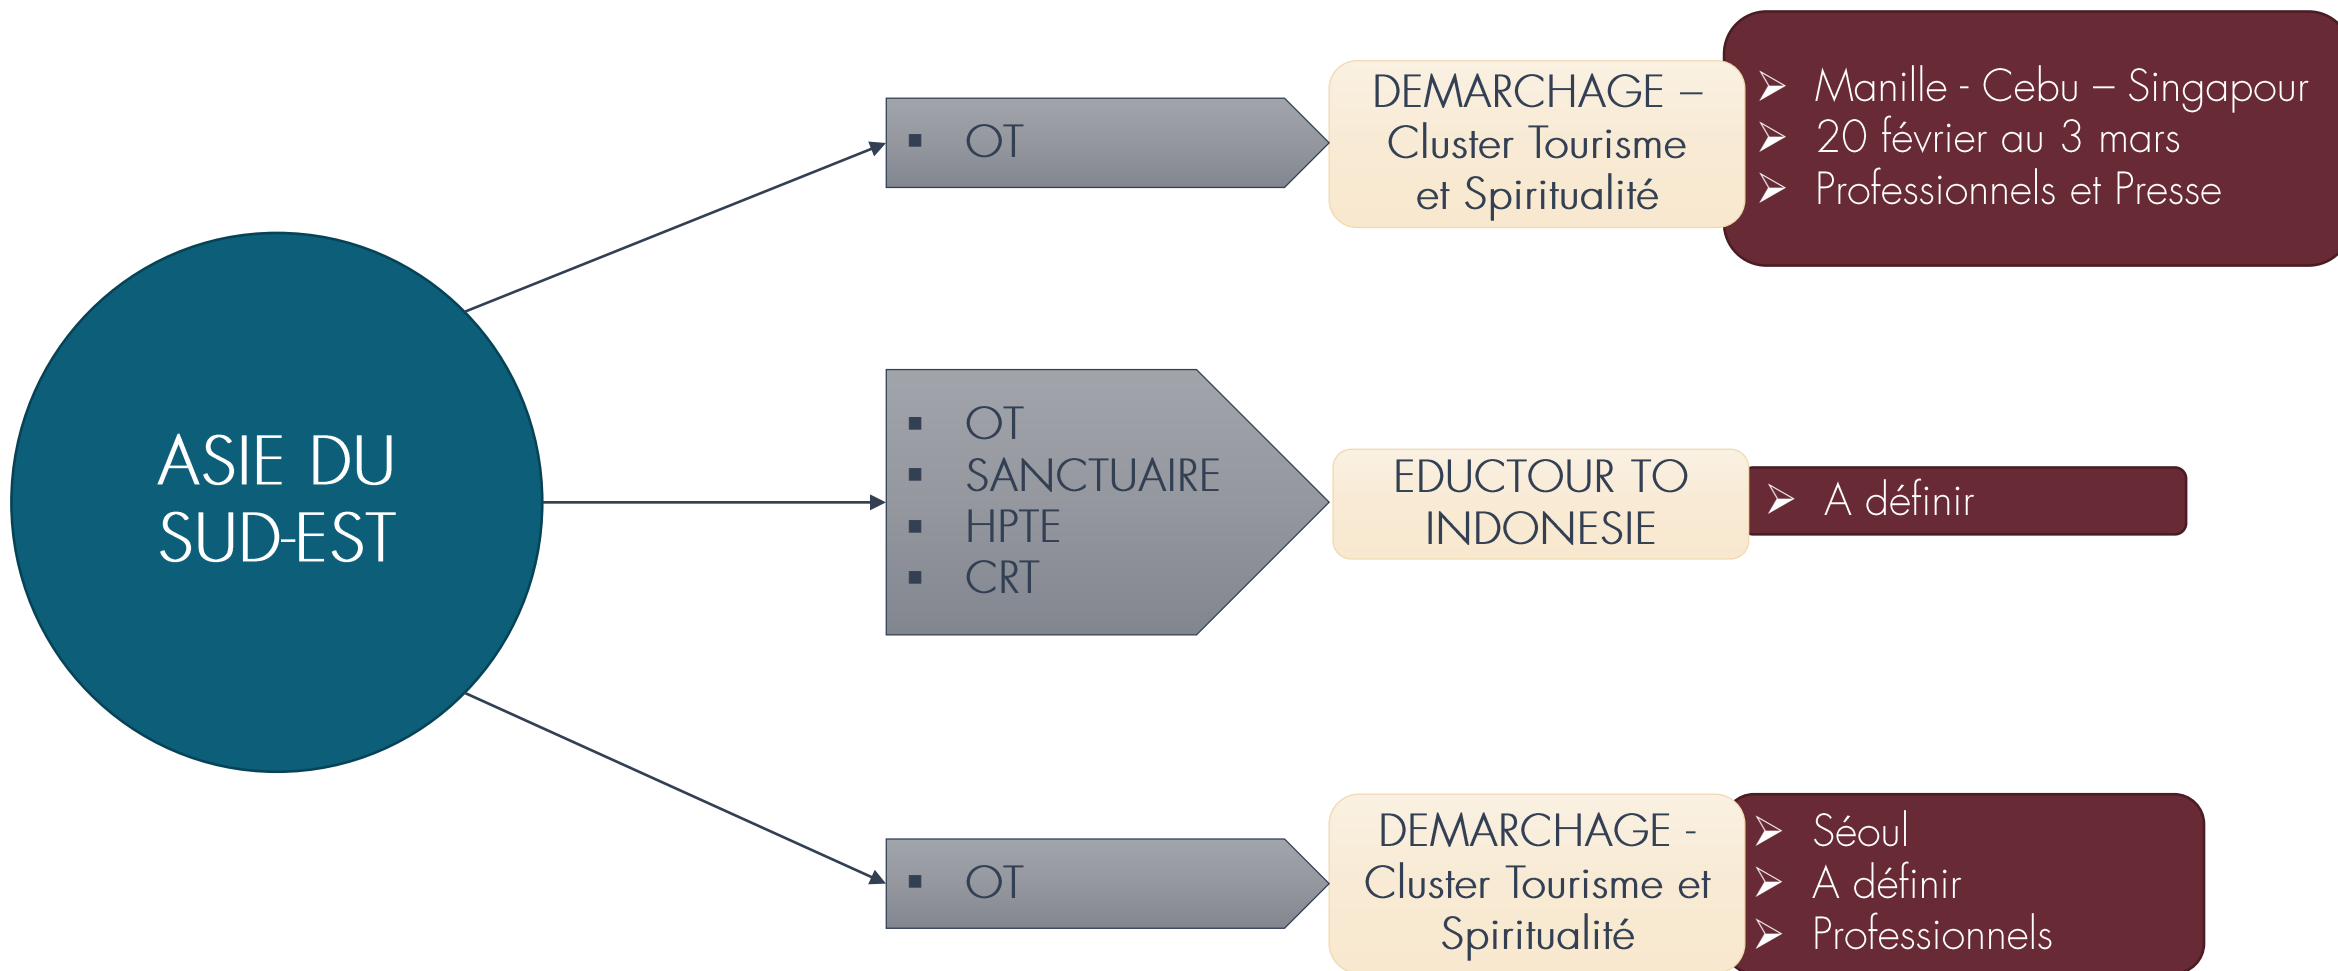 ASIE DU
SUD-EST
▪ OT
DEMARCHAGE –
Cluster Tourisme
et Spiritualité
➢ Manille - Cebu – Singapour
➢ 20 février au 3 mars
➢ Professionnels et Presse
▪ OT
▪ SANCTUAIRE
▪ HPTE
▪ CRT
EDUCTOUR TO
INDONESIE
➢ A définir
▪ OT
DEMARCHAGE -
Cluster Tourisme et
Spiritualité
➢ Séoul
➢ A définir
➢ Professionnels